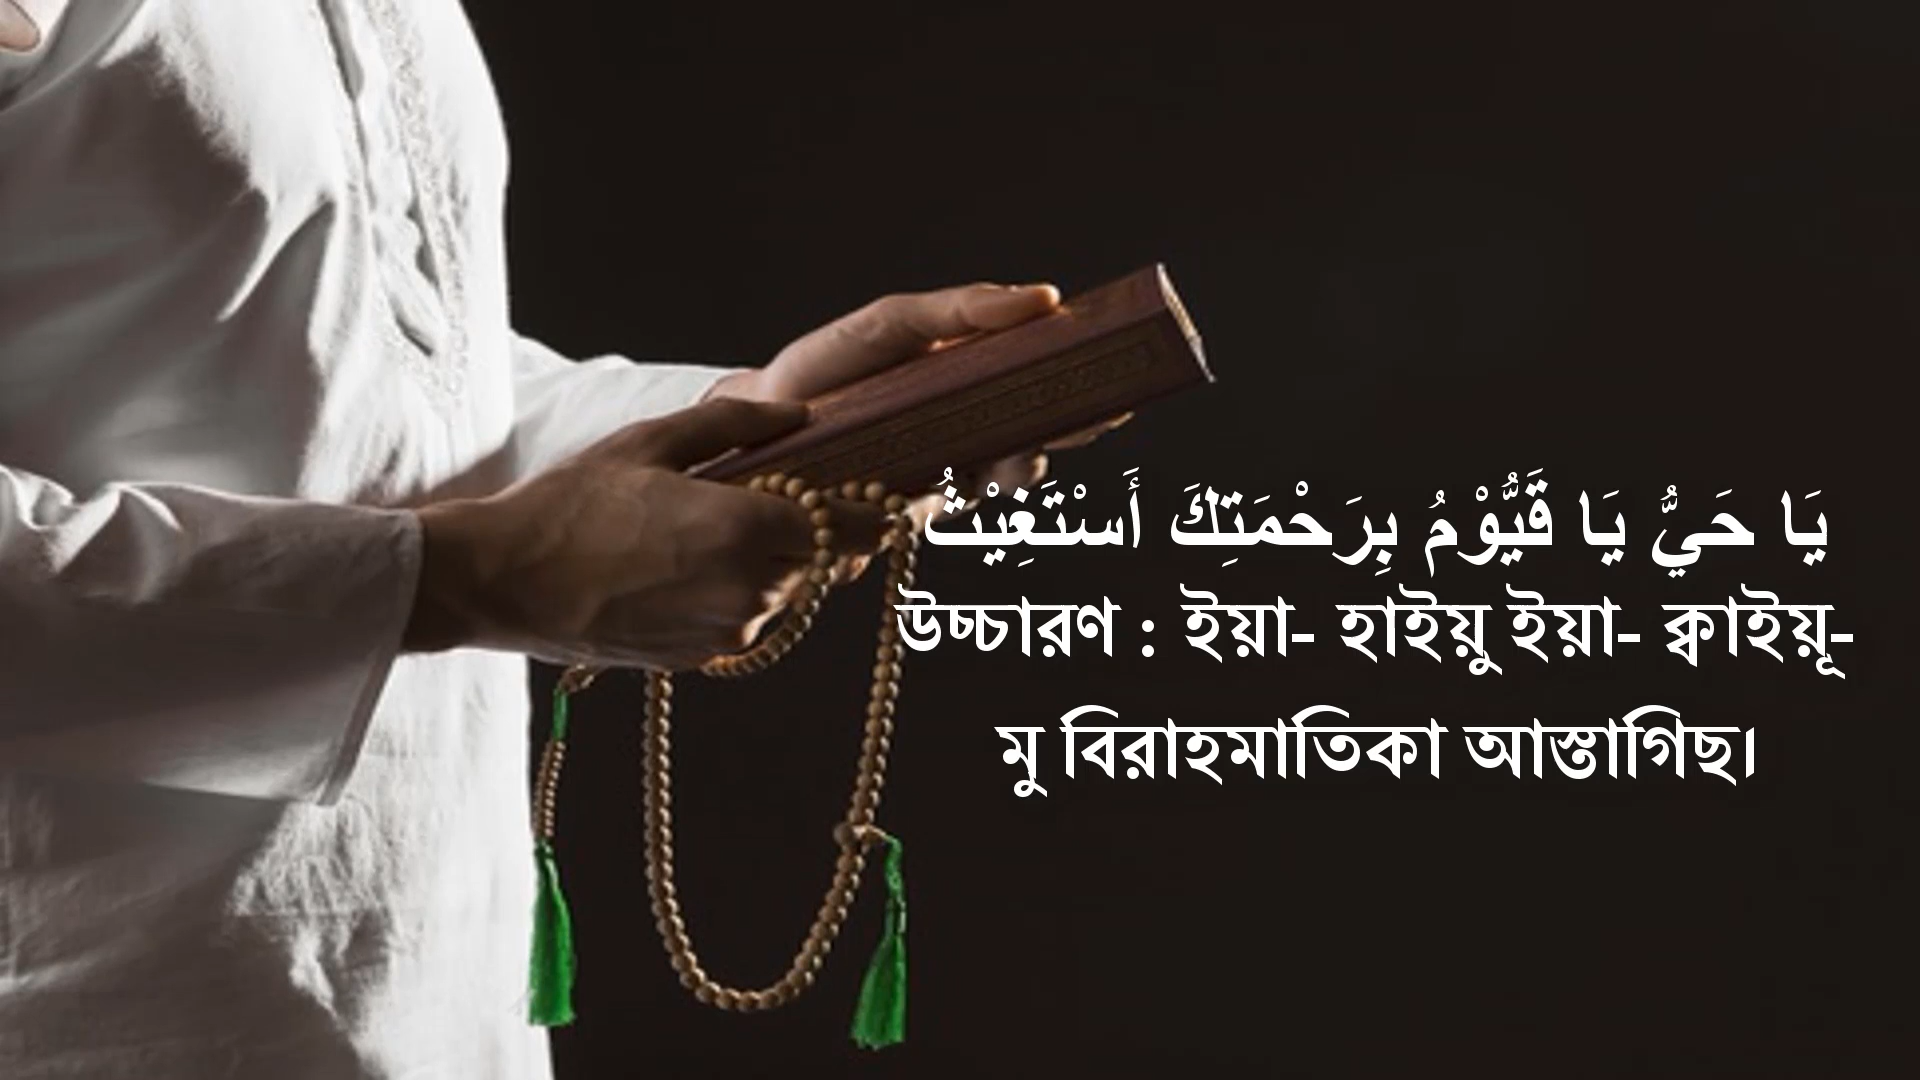 يَا حَيُّ يَا قَيُّوْمُ بِرَحْمَتِكَ أَسْتَغِيْثُ
উচ্চারণ : ইয়া- হাইয়ু ইয়া- ক্বাইয়ূ-
মু বিরাহমাতিকা আস্তাগিছ।